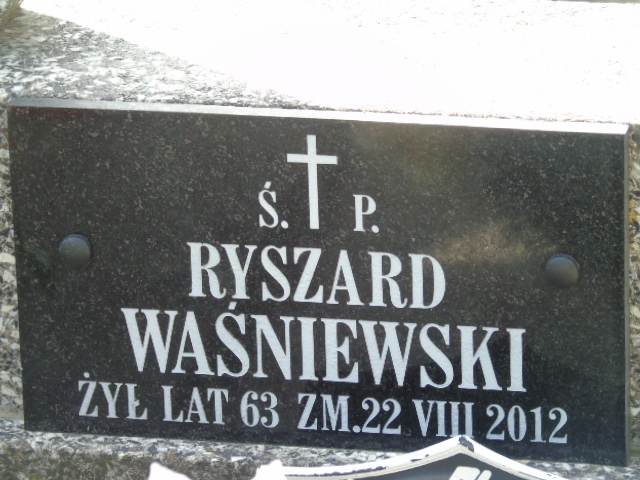 Ś. P.
RYSZARD
WAŚNIEWSKI
ŻYŁ LAT 63 ZM.22 VIII 2012